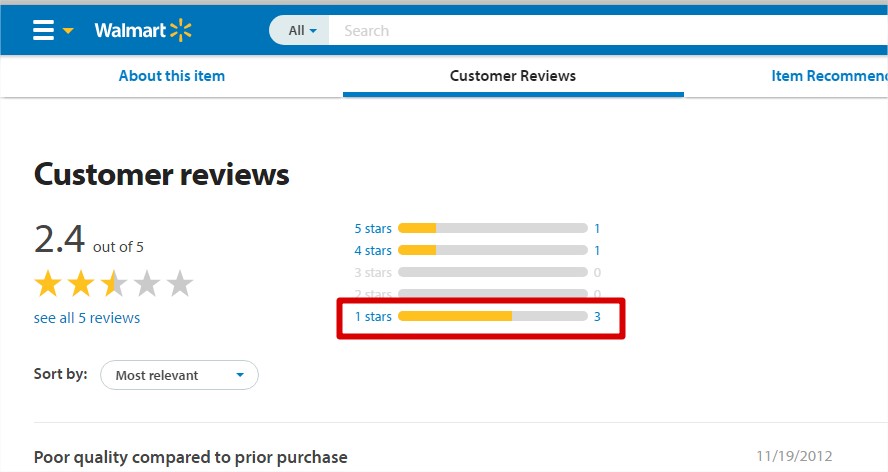 Walmart All Search
About this item Customer Reviews Item Recommen
Customer reviews
2.4 out of 5
see all 5 reviews
5 stars 1
4 stars 1
3 stars 0
2 stars 0
1 stars 3
Sort by: Most relevant
Poor quality compared to prior purchase 11/19/2012